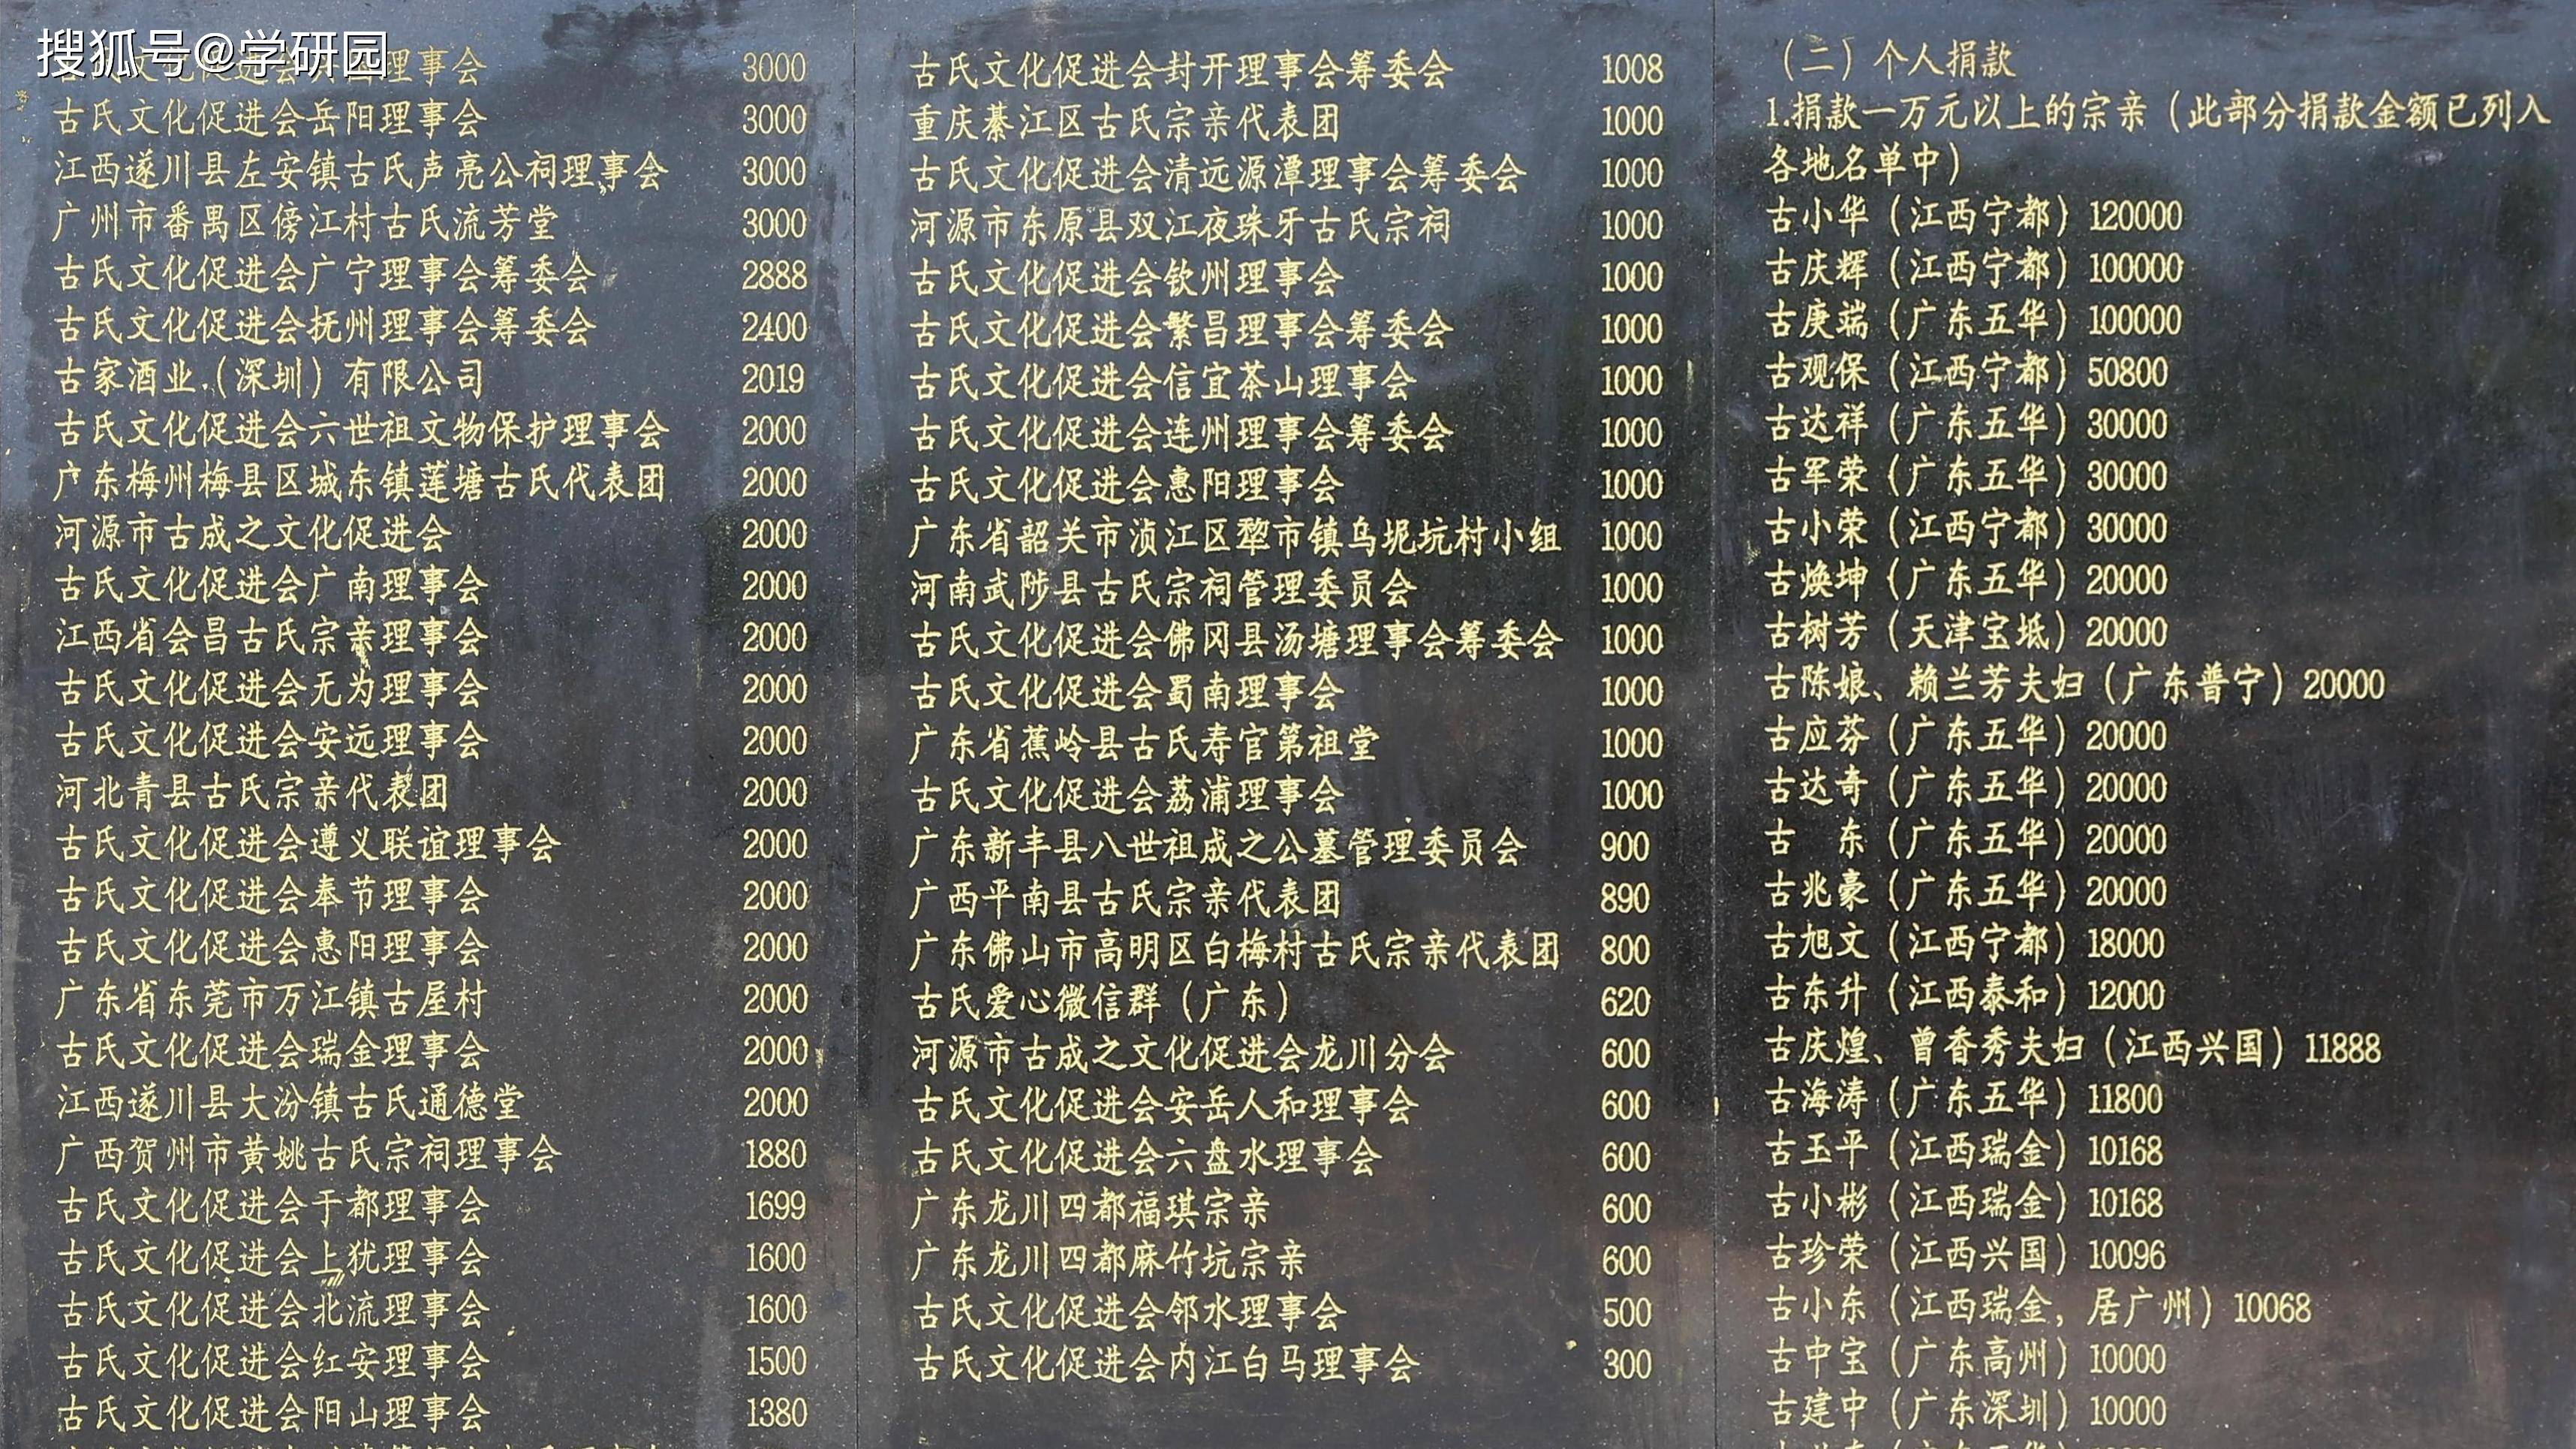 搜狐号@学研园
理事会 3000
古氏文化促进会岳阳理事会 3000
江西遂川县左安镇古氏声亮公祠理事会 3000
广州市番禺区傍江村古氏流芳堂 3000
古氏文化促进会广宁理事会筹委会 2888
古氏文化促进会抚州理事会筹委会 2400
古家酒业.(深圳）有限公司 2019
古氏文化促进会六世祖文物保护理事会 2000
广东梅州梅县区城东镇莲塘古氏代表团 2000
河源市古成之文化促进会 2000
古氏文化促进会广南理事会 2000
江西省会昌古氏宗亲理事会 2000
古氏文化促进会无为理事会 2000
古氏文化促进会安远理事会 2000
河北青县古氏宗亲代表团 2000
古氏文化促进会遵义联谊理事会 2000
古氏文化促进会奉节理事会 2000
古氏文化促进会惠阳理事会 2000
广东省东莞市万江镇古屋村 2000
古氏文化促进会瑞金理事会 2000
江西遂川县大汾镇古氏通德堂 2000
广西贺州市黄姚古氏宗祠理事会 1880
古氏文化促进会于都理事会 1699
古氏文化促进会上犹理事会 1600
古氏文化促进会北流理事会 1600
古氏文化促进会红安理事会 1500
古氏文化促进会阳山理事会 1380
古氏文化促进会封开理事会筹委会 1008
重庆綦江区古氏宗亲代表团 1000
古氏文化促进会清远源潭理事会筹委会 1000
河源市东原县双江夜珠牙古氏宗祠 1000
古氏文化促进会钦州理事会 1000
古氏文化促进会繁昌理事会筹委会 1000
古氏文化促进会信宜茶山理事会 1000
古氏文化促进会连州理事会筹委会 1000
古氏文化促进会惠阳理事会 1000
广东省韶关市浈江区犂市镇乌坭坑村小组 1000
河南武陟县古氏宗祠管理委员会 1000
古氏文化促进会佛冈县汤塘理事会筹委会 1000
古氏文化促进会蜀南理事会 1000
广东省蕉岭县古氏寿官第祖堂 1000
古氏文化促进会荔浦理事会 1000
广东新丰县八世祖成之公墓管理委员会 900
广西平南县古氏宗亲代表团 890
广东佛山市高明区白梅村古氏宗亲代表团 800
古氏爱心微信群（广东） 620
河源市古成之文化促进会龙川分会 600
古氏文化促进会安岳人和理事会 600
古氏文化促进会六盘水理事会 600
广东龙川四都福琪宗亲 600
广东龙川四都麻竹坑宗亲 600
古氏文化促进会邻水理事会 500
古氏文化促进会内江白马理事会 300
（二）个人捐款
1.捐款一万元以上的宗亲（此部分捐款金额已列入
各地名单中）
古小华（江西宁都）120000
古庆辉（江西宁都）100000
古庚端（广东五华）100000
古观保（江西宁都）50800
古达祥（广东五华）30000
古军荣（广东五华）30000
古小荣（江西宁都）30000
古焕坤（广东五华）20000
古树芳（天津宝坻）20000
古陈娘、赖兰芳夫妇（广东普宁）20000
古应芬（广东五华）20000
古达奇（广东五华）20000
古　东（广东五华）20000
古兆豪（广东五华）20000
古旭文（江西宁都）18000
古东升（江西泰和）12000
古庆煌、曾香秀夫妇（江西兴国）11888
古海涛（广东五华）11800
古玉平（江西瑞金）10168
古小彬（江西瑞金）10168
古珍荣（江西兴国）10096
古小东（江西瑞金，居广州）10068
古中宝（广东高州）10000
古建中（广东深圳）10000